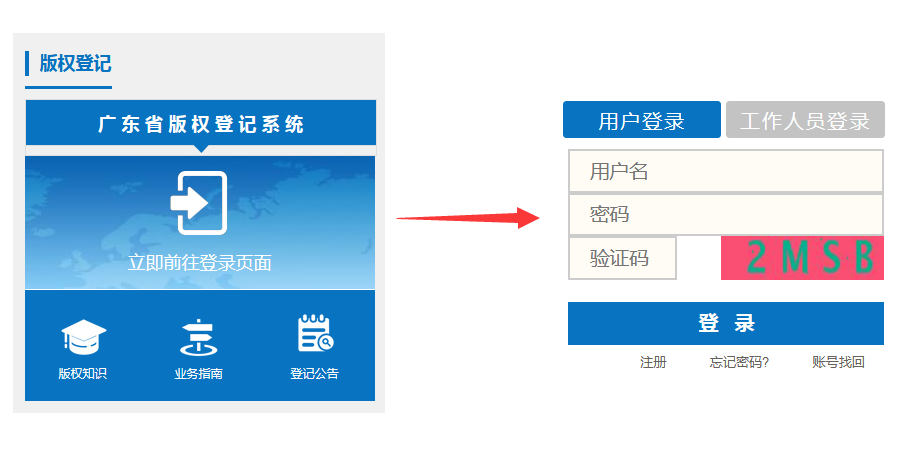 版权登记
广东省版权登记系统
立即前往登录页面
版权知识
业务指南
登记公告
用户登录
工作人员登录
用户名
密码
验证码
2MSB
登 录
注册
忘记密码?
账号找回